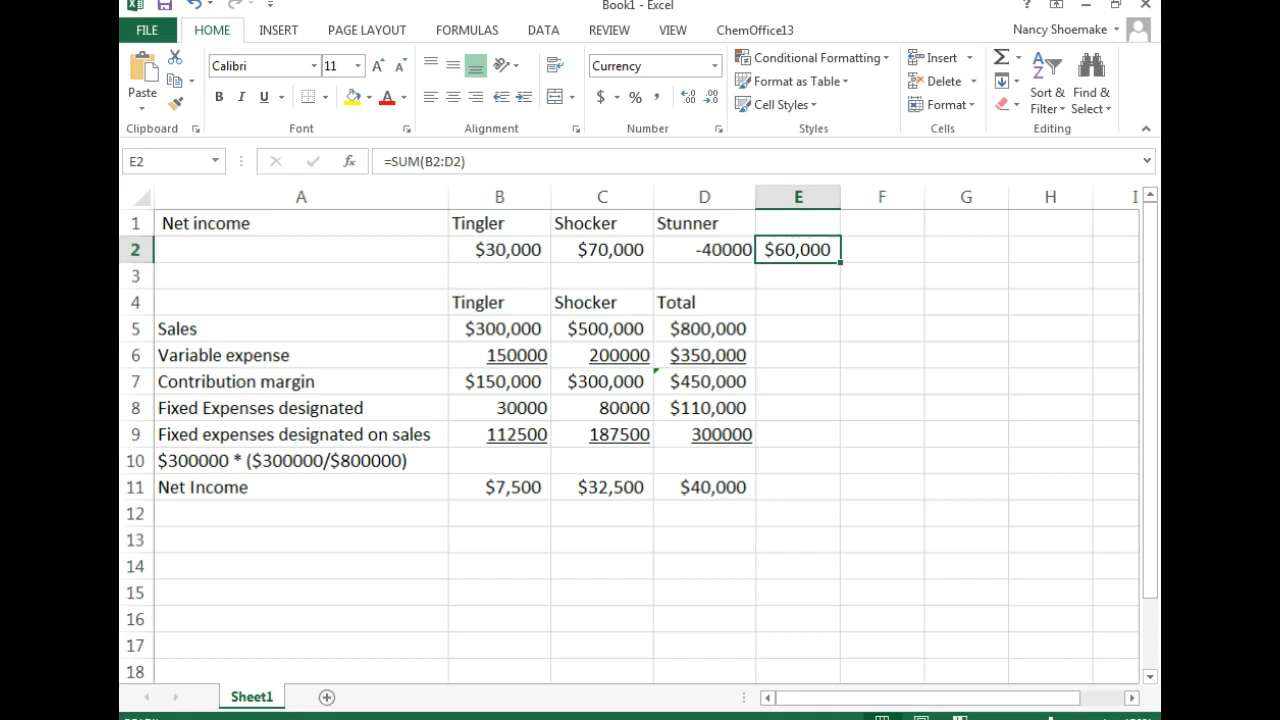 Book1 - Excel ?
FILE HOME INSERT PAGE LAYOUT FORMULAS DATA REVIEW VIEW ChemOffice13 Nancy Shoemake
Calibri 11 Currency Conditional Formatting Insert
Paste B I U $ % , Format as Table Delete Sort & Find &
Cell Styles Format Filter Select
Clipboard Font Alignment Number Styles Cells Editing
E2 fx =SUM(B2:D2)
A B C D E F G H I
1 Net income Tingler Shocker Stunner
2 $30,000 $70,000 -40000 $60,000
3
4 Tingler Shocker Total
5 Sales $300,000 $500,000 $800,000
6 Variable expense 150000 200000 $350,000
7 Contribution margin $150,000 $300,000 $450,000
8 Fixed Expenses designated 30000 80000 $110,000
9 Fixed expenses designated on sales 112500 187500 300000
10 $300000 * ($300000/$800000)
11 Net Income $7,500 $32,500 $40,000
12
13
14
15
16
17
18
Sheet1